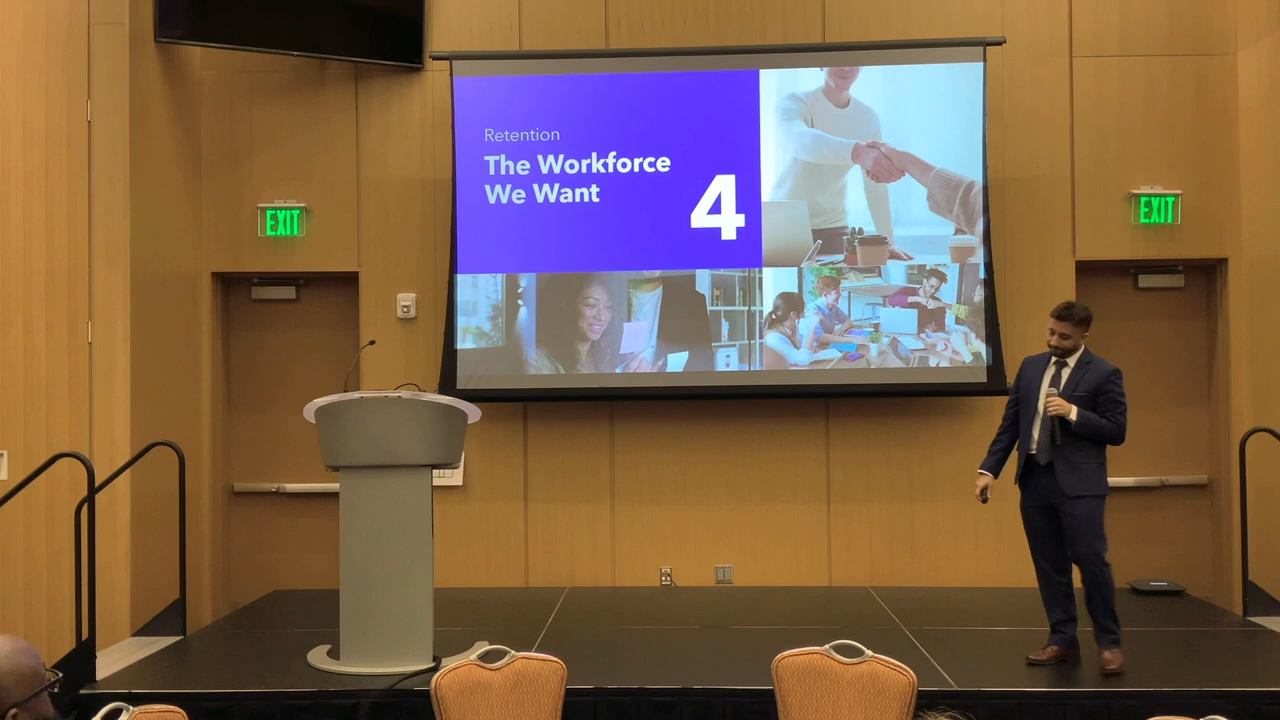 Retention
The Workforce
We Want
4
EXIT
EXIT